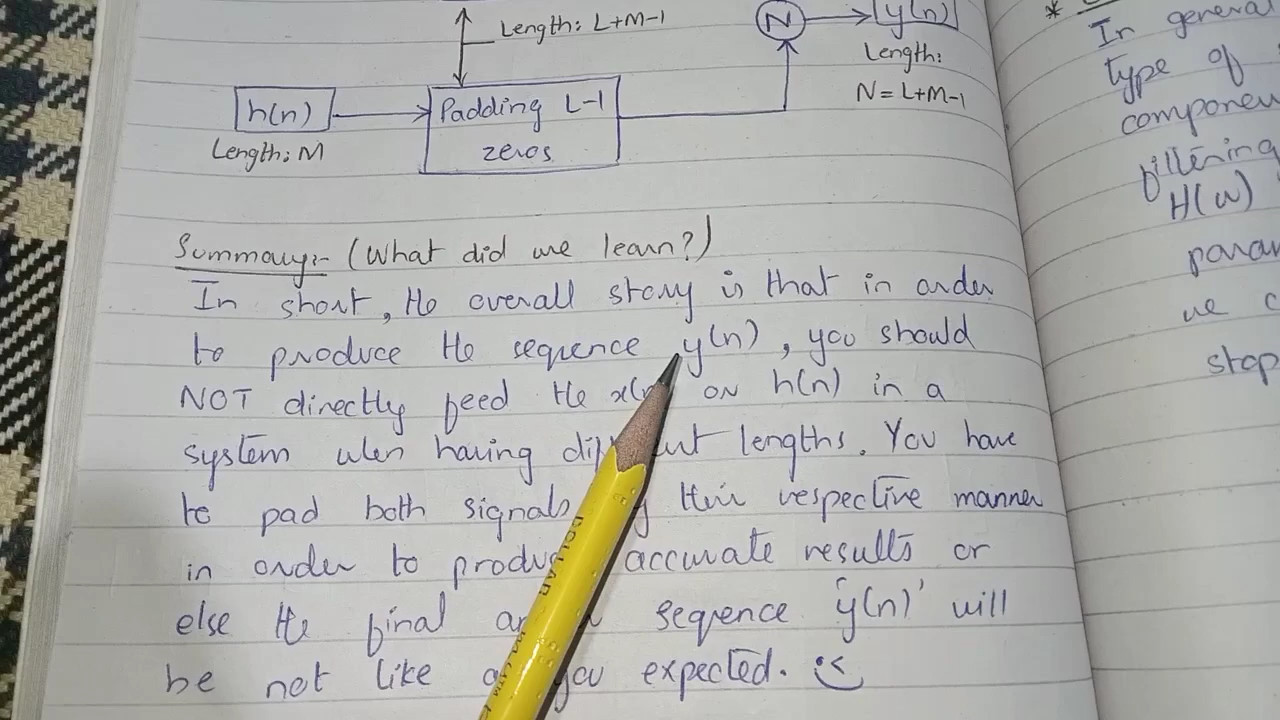 Length: L+M-1
N
y(n)
Length:
N = L+M-1
h(n)
Length: M
Padding L-1
zeros
Summary:- (What did we learn?)
In short, the overall story is that in order
to produce the sequence y(n), you should
NOT directly feed the x(n) or h(n) in a
system when having different lengths. You have
to pad both signals their respective manner
in order to produce accurate results or
else the final sequence 'y(n)' will
be not like you expected.
*
In general
type of
componen
filtering
H(w)
param
we c
stop